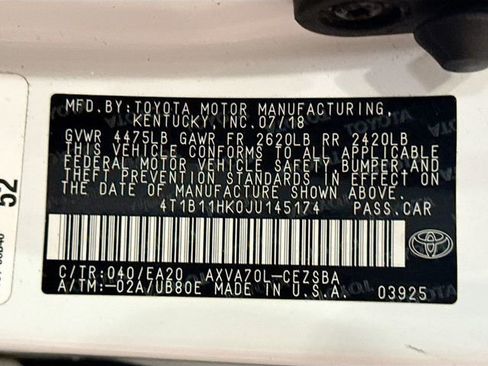 MFD.BY:TOYOTA MOTOR MANUFACTURING,
KENTUCKY,INC.07/18
GVWR 4475LB GAWR FR 2620LB RR 2420LB
THIS VEHICLE CONFORMS TO ALL APPLICABLE
FEDERAL MOTOR VEHICLE SAFETY, BUMPER AND
THEFT PREVENTION STANDARDS IN EFFECT ON
THE DATE OF MANUFACTURE SHOWN ABOVE.
4T1B11HK0JU145174 PASS.CAR
C/TR:040/EA20 AXVA70L-CEZSBA
A/TM:-02A/UB80E MADE IN U.S.A. 03925
52